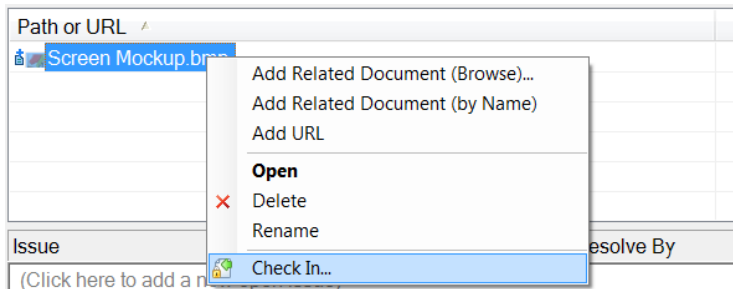 Path or URL
Screen Mockup.bmp
Add Related Document (Browse)...
Add Related Document (by Name)
Add URL
Open
Delete
Rename
Issue
esolve By
Check In...
(Click here to add a n